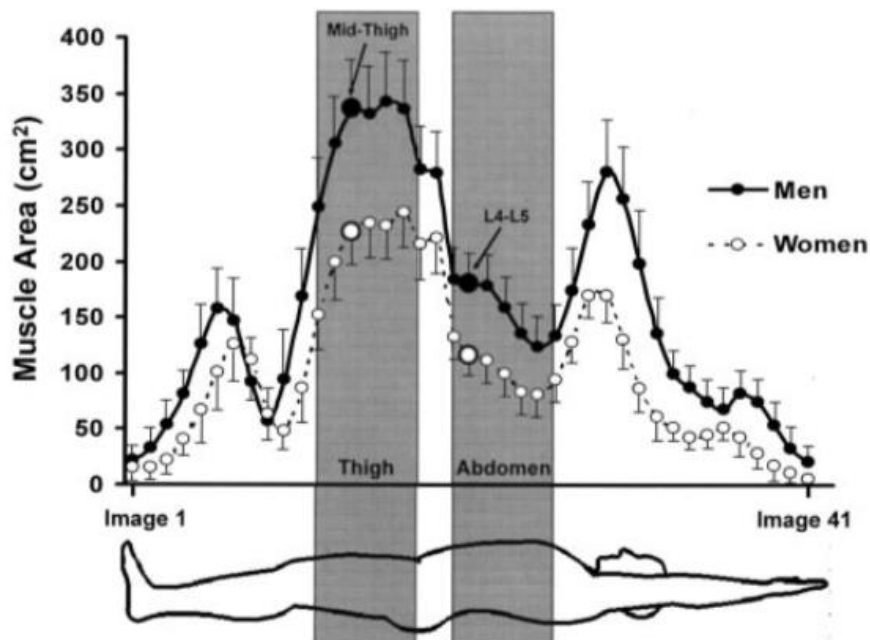 400
350
300
250
200
150
100
50
0
Muscle Area (cm²)
Mid-Thigh
L4-L5
Men
Women
Thigh
Abdomen
Image 1
Image 41